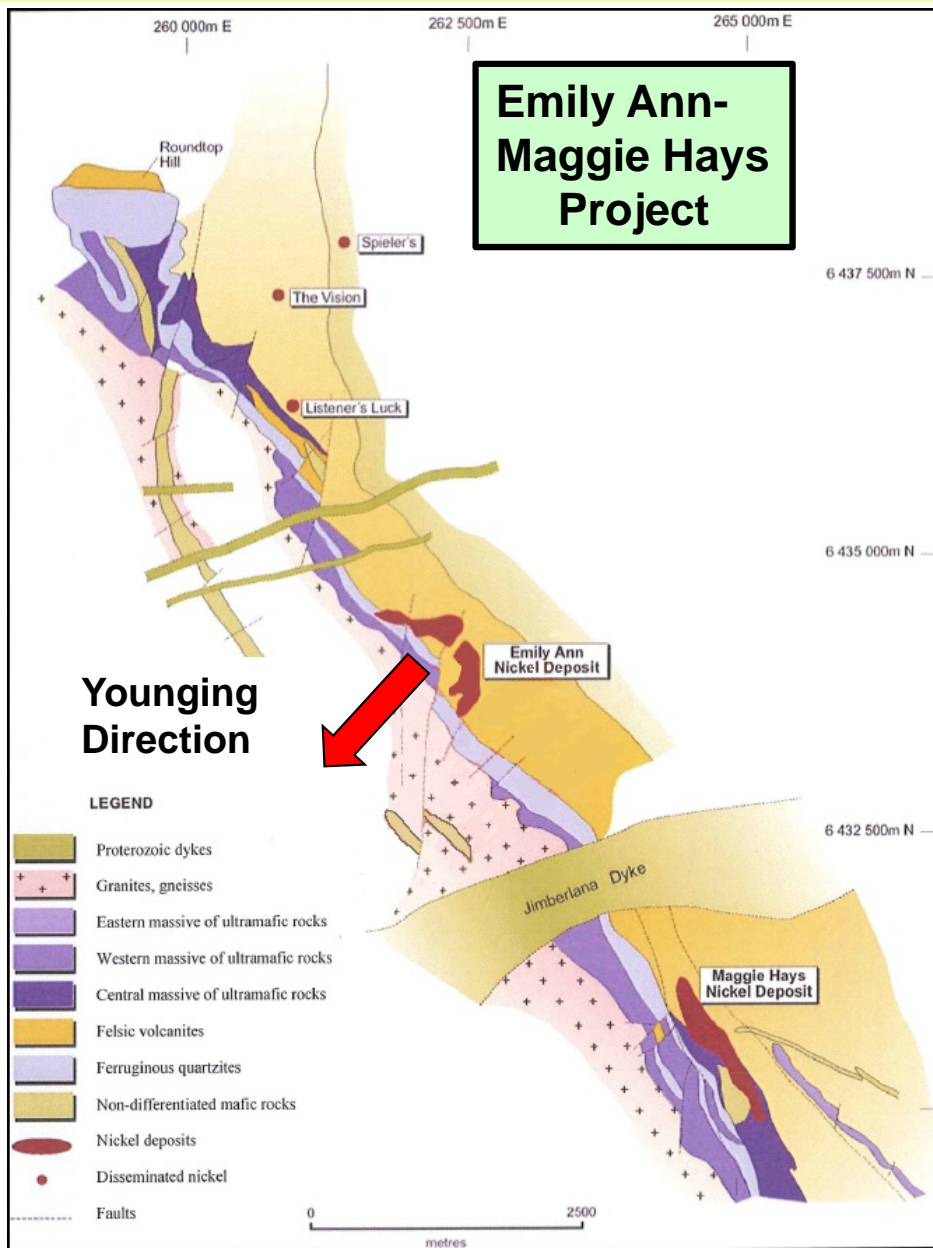 260 000m E
262 500m E
265 000m E
Emily Ann-
Maggie Hays
Project
Roundtop
Hill
Spieler's
6 437 500m N
The Vision
Listener's Luck
6 435 000m N
Emily Ann
Nickel Deposit
Younging
Direction
6 432 500m N
Jimberlana Dyke
Maggie Hays
Nickel Deposit
LEGEND
Proterozoic dykes
Granites, gneisses
Eastern massive of ultramafic rocks
Western massive of ultramafic rocks
Central massive of ultramafic rocks
Felsic volcanites
Ferruginous quartzites
Non-differentiated mafic rocks
Nickel deposits
Disseminated nickel
Faults
0
2500
metres